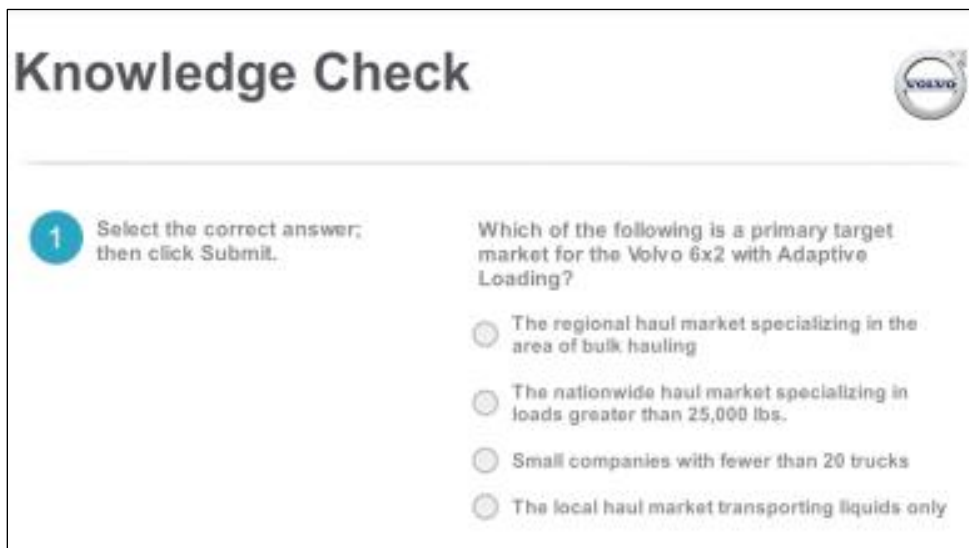 Knowledge Check
VOLVO
1
Select the correct answer;
then click Submit.
Which of the following is a primary target
market for the Volvo 6x2 with Adaptive
Loading?
The regional haul market specializing in the
area of bulk hauling
The nationwide haul market specializing in
loads greater than 25,000 lbs.
Small companies with fewer than 20 trucks
The local haul market transporting liquids only